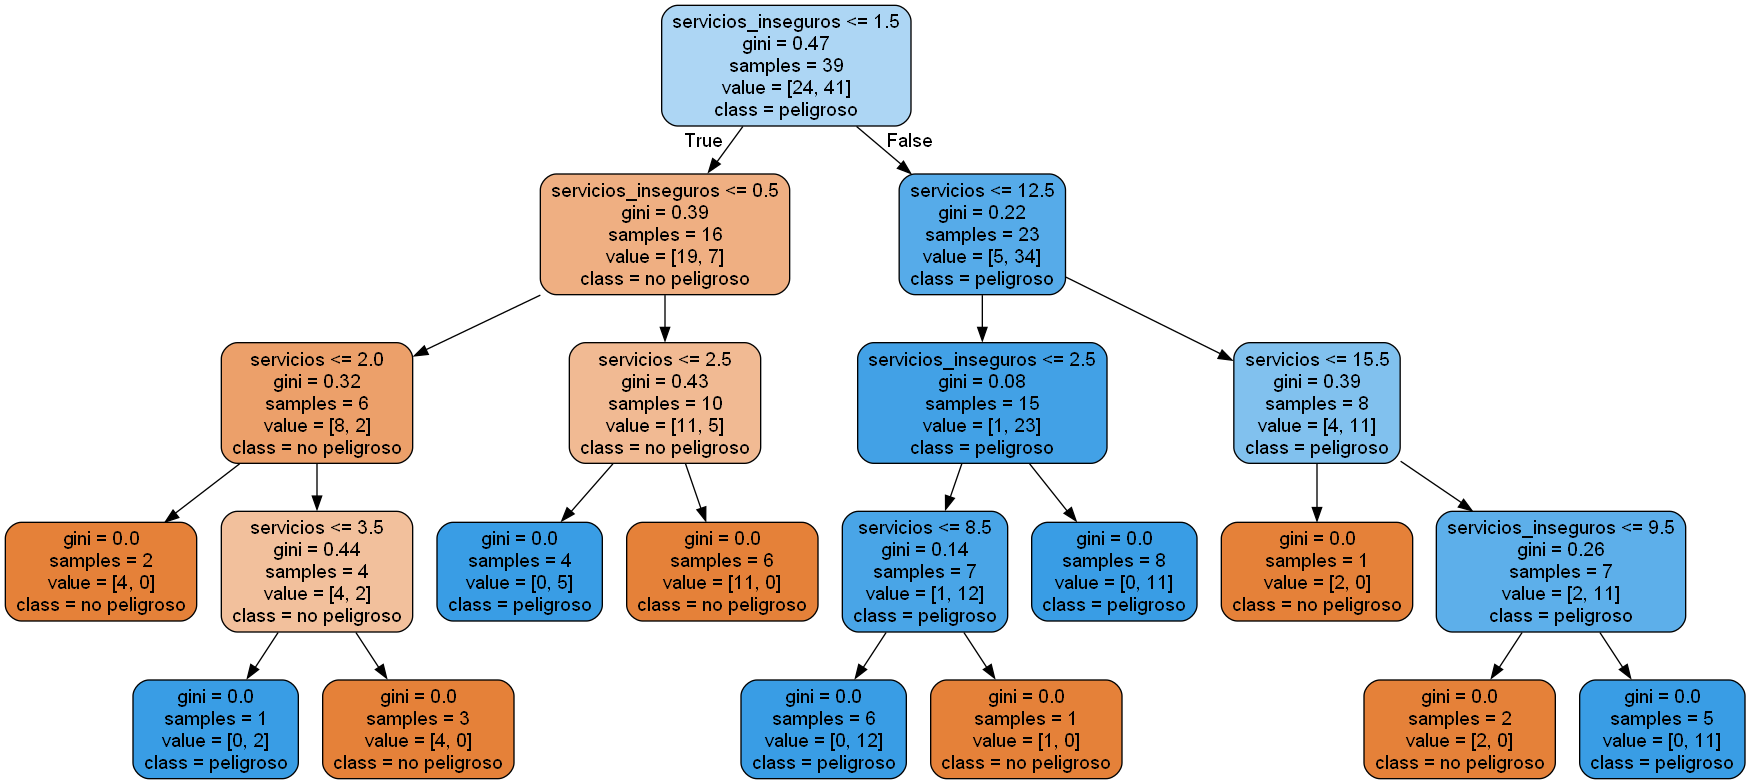 servicios_inseguros <= 1.5
gini = 0.47
samples = 39
value = [24, 41]
class = peligroso
True
False
servicios_inseguros <= 0.5
gini = 0.39
samples = 16
value = [19, 7]
class = no peligroso
servicios <= 12.5
gini = 0.22
samples = 23
value = [5, 34]
class = peligroso
servicios <= 2.0
gini = 0.32
samples = 6
value = [8, 2]
class = no peligroso
servicios <= 2.5
gini = 0.43
samples = 10
value = [11, 5]
class = no peligroso
servicios_inseguros <= 2.5
gini = 0.08
samples = 15
value = [1, 23]
class = peligroso
servicios <= 15.5
gini = 0.39
samples = 8
value = [4, 11]
class = peligroso
gini = 0.0
samples = 2
value = [4, 0]
class = no peligroso
servicios <= 3.5
gini = 0.44
samples = 4
value = [4, 2]
class = no peligroso
gini = 0.0
samples = 4
value = [0, 5]
class = peligroso
gini = 0.0
samples = 6
value = [11, 0]
class = no peligroso
servicios <= 8.5
gini = 0.14
samples = 7
value = [1, 12]
class = peligroso
gini = 0.0
samples = 8
value = [0, 11]
class = peligroso
gini = 0.0
samples = 1
value = [2, 0]
class = no peligroso
servicios_inseguros <= 9.5
gini = 0.26
samples = 7
value = [2, 11]
class = peligroso
gini = 0.0
samples = 1
value = [0, 2]
class = peligroso
gini = 0.0
samples = 3
value = [4, 0]
class = no peligroso
gini = 0.0
samples = 6
value = [0, 12]
class = peligroso
gini = 0.0
samples = 1
value = [1, 0]
class = no peligroso
gini = 0.0
samples = 2
value = [2, 0]
class = no peligroso
gini = 0.0
samples = 5
value = [0, 11]
class = peligroso